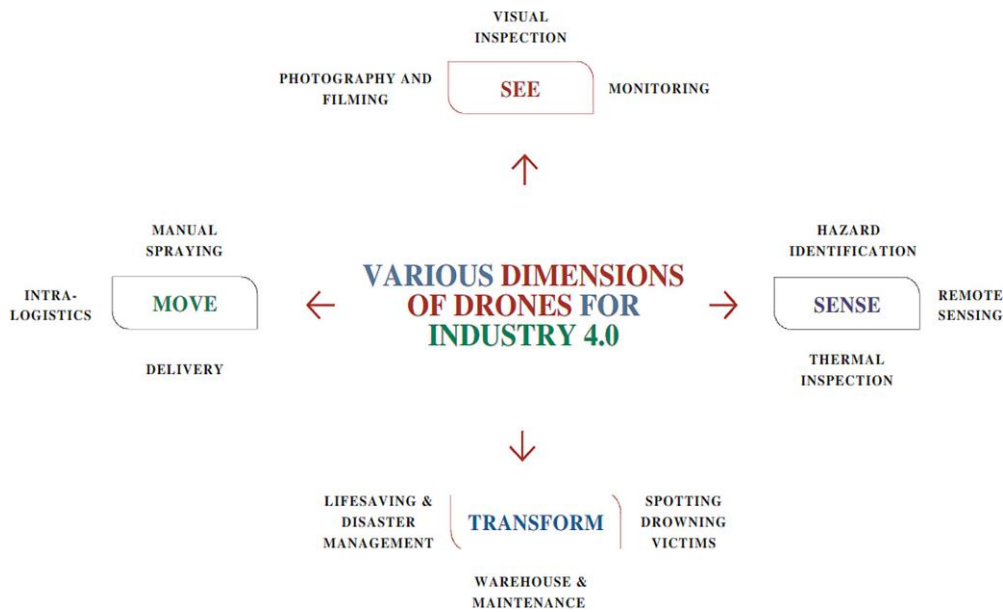 VISUAL
INSPECTION
PHOTOGRAPHY AND
FILMING
SEE
MONITORING
MANUAL
SPRAYING
INTRA-
LOGISTICS
MOVE
DELIVERY
VARIOUS DIMENSIONS
OF DRONES FOR
INDUSTRY 4.0
HAZARD
IDENTIFICATION
SENSE
REMOTE
SENSING
THERMAL
INSPECTION
LIFESAVING &
DISASTER
MANAGEMENT
TRANSFORM
SPOTTING
DROWNING
VICTIMS
WAREHOUSE &
MAINTENANCE